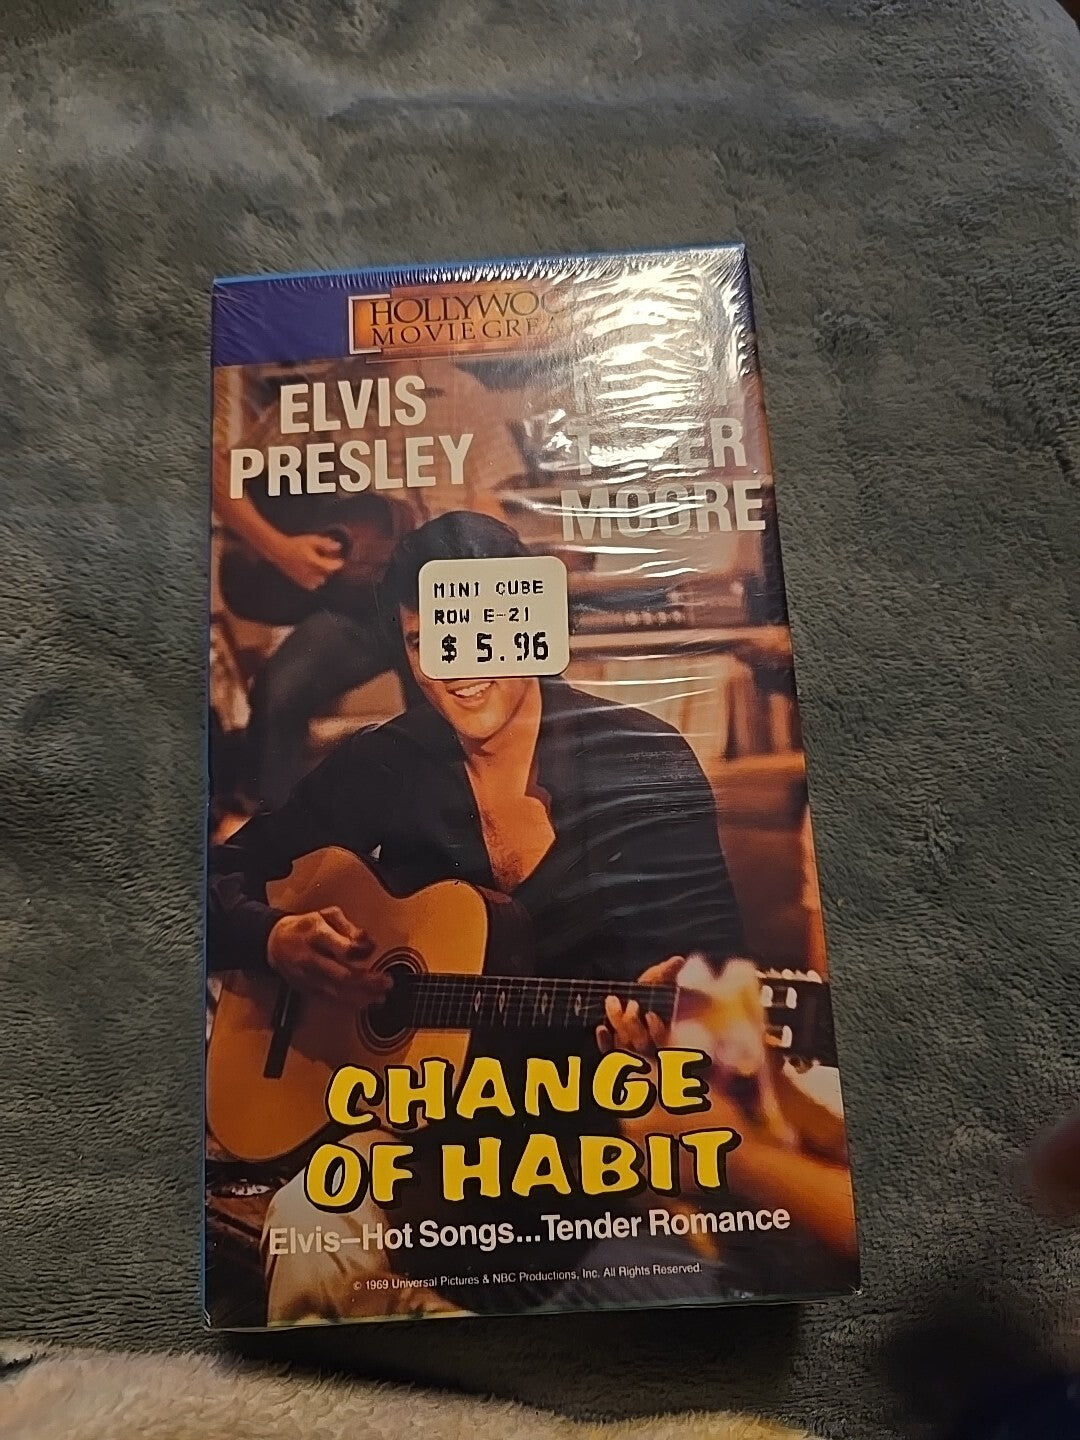 HOLLYWOO
MOVIE GREA
ELVIS
PRESLEY
MOORE
MINI CUBE
ROW E-21
$ 5.96
CHANGE
OF HABIT
Elvis–Hot Songs...Tender Romance
© 1969 Universal Pictures & NBC Productions, Inc. All Rights Reserved.